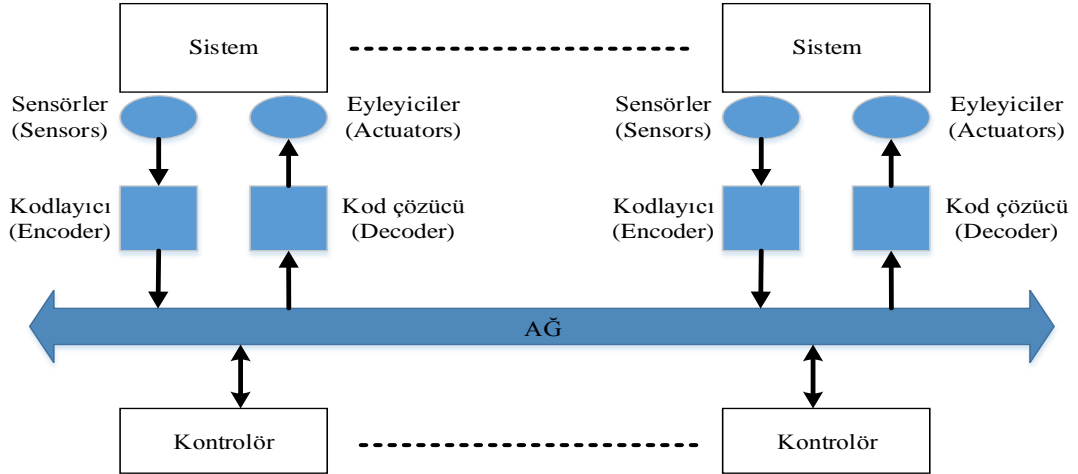 Sistem
Sistem
Sensörler
(Sensors)
Eyleyiciler
(Actuators)
Sensörler
(Sensors)
Eyleyiciler
(Actuators)
Kodlayıcı
(Encoder)
Kod çözücü
(Decoder)
Kodlayıcı
(Encoder)
Kod çözücü
(Decoder)
AĞ
Kontrolör
Kontrolör